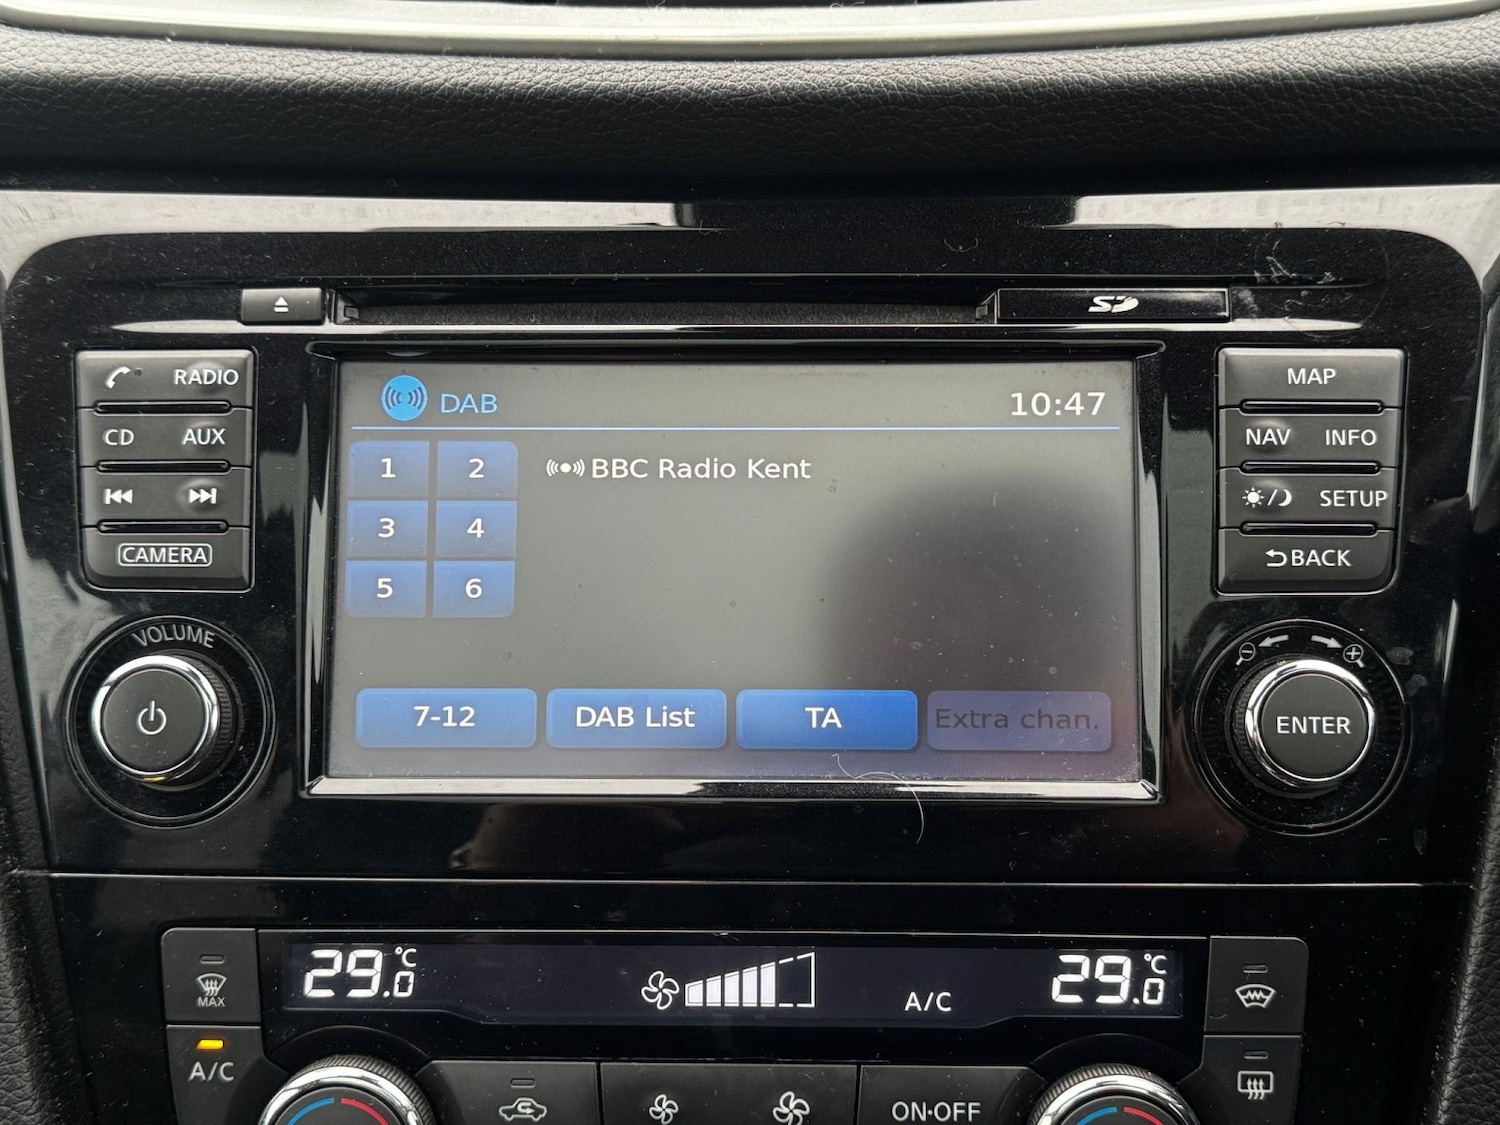 SD
RADIO
CD AUX
CAMERA
VOLUME
DAB
10:47
1 2
3 4
5 6
BBC Radio Kent
7-12
DAB List
TA
Extra chan.
MAP
NAV INFO
SETUP
BACK
ENTER
MAX
A/C
29.0 °C
A/C
29.0 °C
ON·OFF